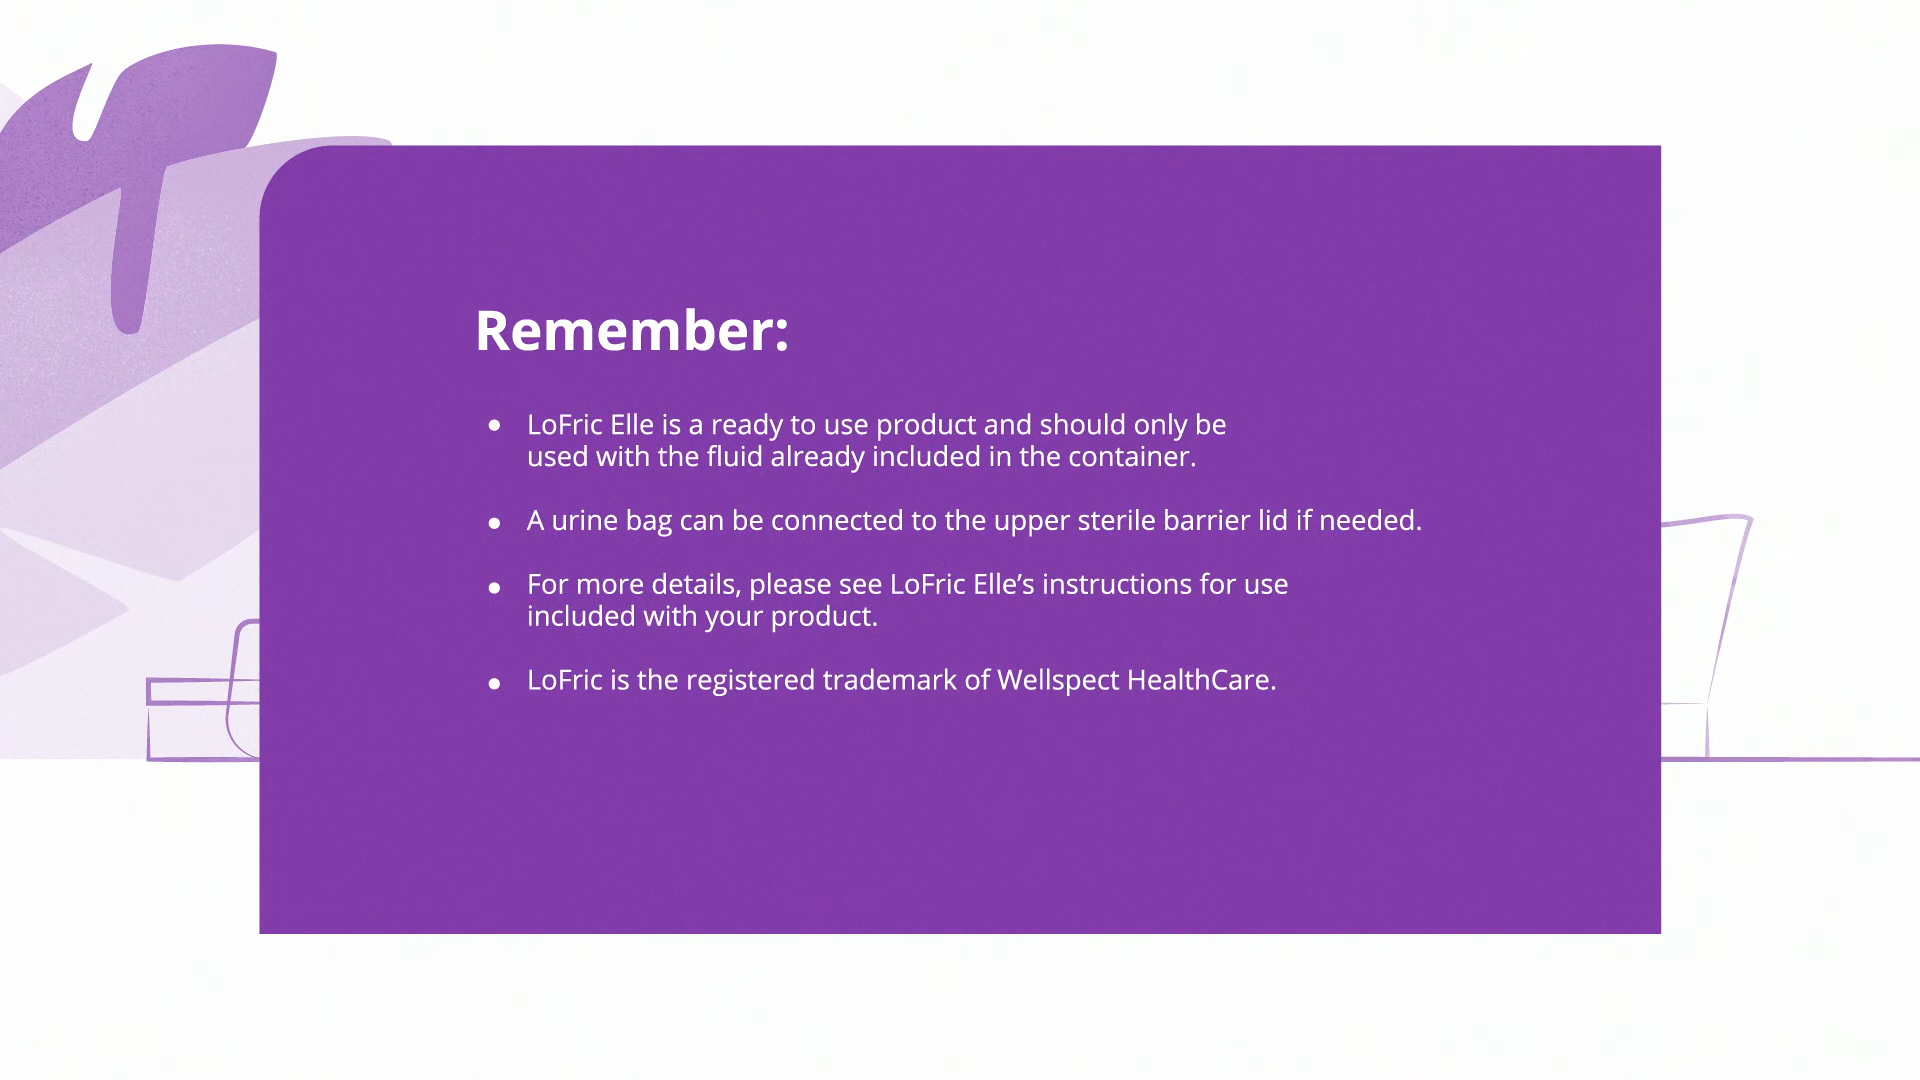 Remember:
● LoFric Elle is a ready to use product and should only be
used with the fluid already included in the container.
● A urine bag can be connected to the upper sterile barrier lid if needed.
● For more details, please see LoFric Elle’s instructions for use
included with your product.
● LoFric is the registered trademark of Wellspect HealthCare.